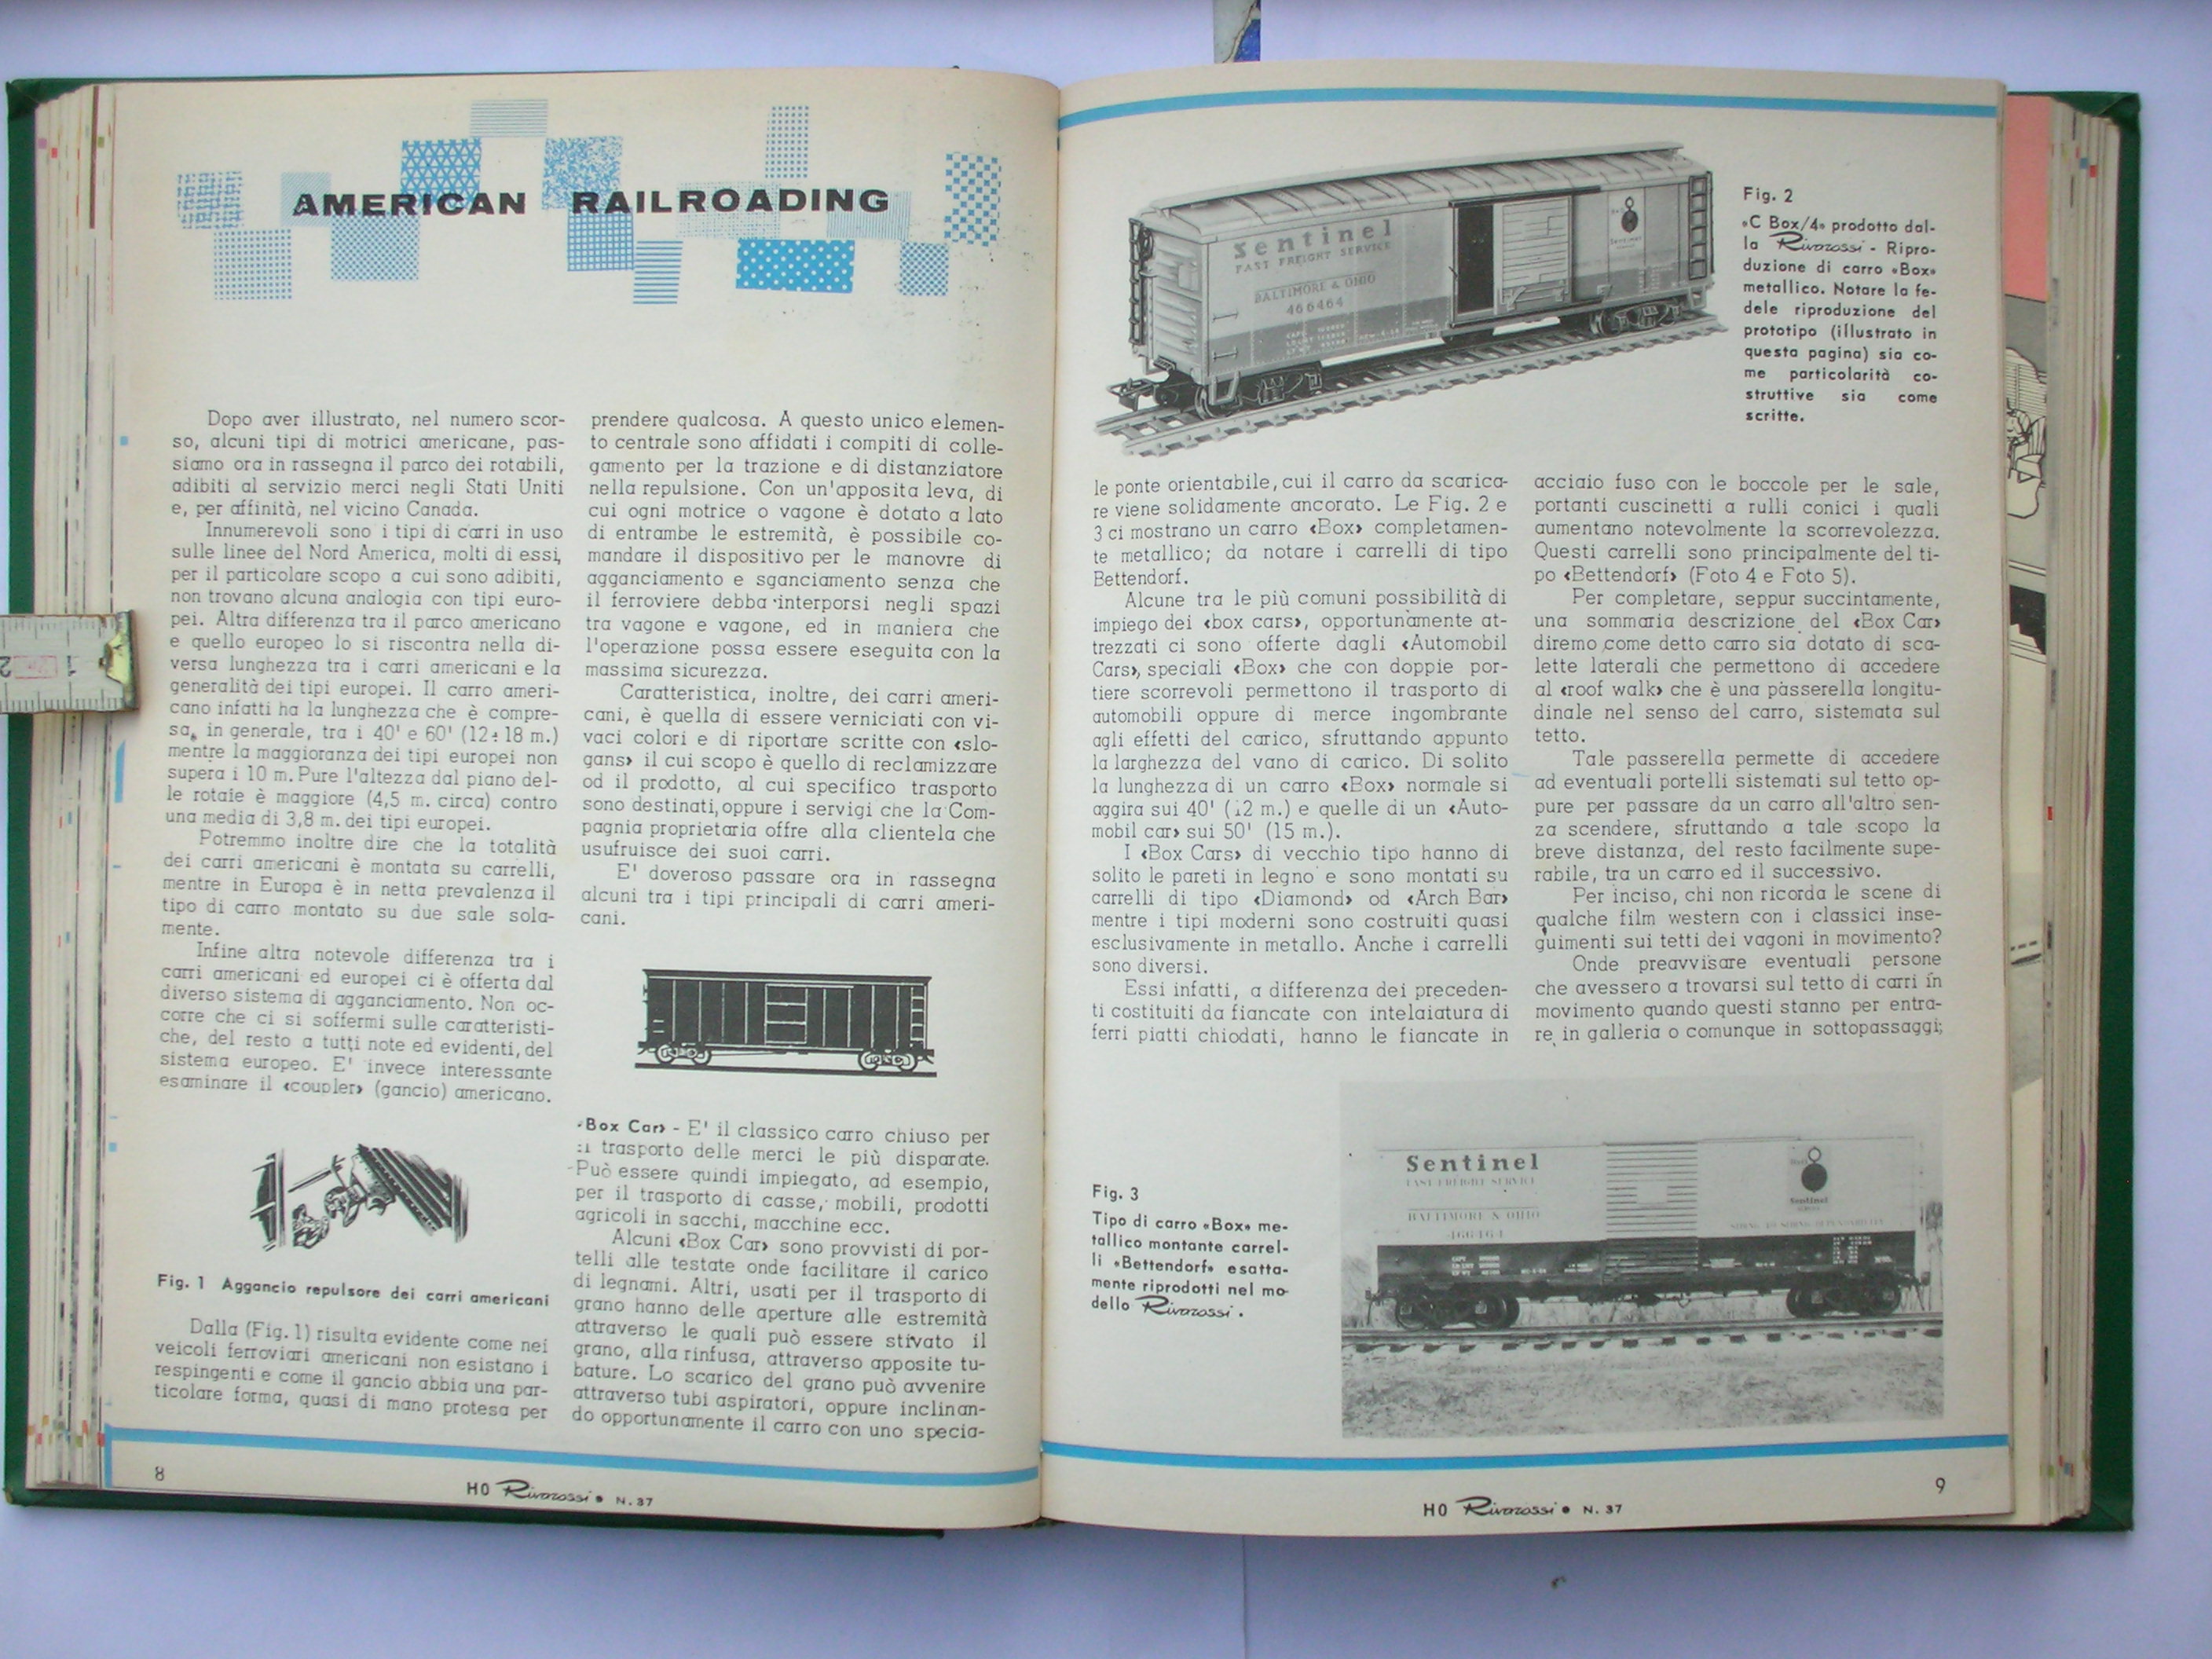 AMERICAN RAILROADING
Dopo aver illustrato, nel numero scor-
so, alcuni tipi di motrici americane, pas-
siamo ora in rassegna il parco dei rotabili,
adibiti al servizio merci negli Stati Uniti
e, per affinità, nel vicino Canada.
Innumerevoli sono i tipi di carri in uso
sulle linee del Nord America, molti di essi,
per il particolare scopo a cui sono adibiti,
non trovano alcuna analogia con tipi euro-
pei. Altra differenza tra il parco americano
e quello europeo lo si riscontra nella di-
versa lunghezza tra i carri americani e la
generalità dei tipi europei. Il carro ameri-
cano infatti ha la lunghezza che è compre-
sa, in generale, tra i 40' e 60' (12÷18 m.)
mentre la maggioranza dei tipi europei non
supera i 10 m. Pure l'altezza dal piano del-
le rotaie è maggiore (4,5 m. circa) contro
una media di 3,8 m. dei tipi europei.
Potremmo inoltre dire che la totalità
dei carri americani è montata su carrelli,
mentre in Europa è in netta prevalenza il
tipo di carro montato su due sale sola-
mente.
Infine altra notevole differenza tra i
carri americani ed europei ci è offerta dal
diverso sistema di agganciamento. Non oc-
corre che ci si soffermi sulle caratteristi-
che, del resto a tutti note ed evidenti, del
sistema europeo. E' invece interessante
esaminare il «coupler» (gancio) americano.
Fig. 1 Aggancio repulsore dei carri americani
Dalla (Fig. 1) risulta evidente come nei
veicoli ferroviari americani non esistano i
respingenti e come il gancio abbia una par-
ticolare forma, quasi di mano protesa per
prendere qualcosa. A questo unico elemen-
to centrale sono affidati i compiti di colle-
gamento per la trazione e di distanziatore
nella repulsione. Con un'apposita leva, di
cui ogni motrice o vagone è dotato a lato
di entrambe le estremità, è possibile co-
mandare il dispositivo per le manovre di
agganciamento e sganciamento senza che
il ferroviere debba interporsi negli spazi
tra vagone e vagone, ed in maniera che
l'operazione possa essere eseguita con la
massima sicurezza.
Caratteristica, inoltre, dei carri ameri-
cani, è quella di essere verniciati con vi-
vaci colori e di riportare scritte con «slo-
gans» il cui scopo è quello di reclamizzare
od il prodotto, al cui specifico trasporto
sono destinati, oppure i servigi che la Com-
pagnia proprietaria offre alla clientela che
usufruisce dei suoi carri.
E' doveroso passare ora in rassegna
alcuni tra i tipi principali di carri ameri-
cani.
«Box Car» - E' il classico carro chiuso per
il trasporto delle merci le più disparate.
Può essere quindi impiegato, ad esempio,
per il trasporto di casse, mobili, prodotti
agricoli in sacchi, macchine ecc.
Alcuni «Box Car» sono provvisti di por-
telli alle testate onde facilitare il carico
di legnami. Altri, usati per il trasporto di
grano hanno delle aperture alle estremità
attraverso le quali può essere stivato il
grano, alla rinfusa, attraverso apposite tu-
bature. Lo scarico del grano può avvenire
attraverso tubi aspiratori, oppure inclinan-
do opportunamente il carro con uno specia-
8
H0 Rivarossi • N. 37
Sentinel
FAST FREIGHT SERVICE
BALTIMORE & OHIO
466464
Fig. 2
«C Box/4» prodotto dal-
la Rivarossi - Ripro-
duzione di carro «Box»
metallico. Notare la fe-
dele riproduzione del
prototipo (illustrato in
questa pagina) sia co-
me particolarità co-
struttive sia come
scritte.
le ponte orientabile, cui il carro da scarica-
re viene solidamente ancorato. Le Fig. 2 e
3 ci mostrano un carro «Box» completamen-
te metallico; da notare i carrelli di tipo
Bettendorf.
Alcune tra le più comuni possibilità di
impiego dei «box cars», opportunamente at-
trezzati ci sono offerte dagli «Automobil
Cars», speciali «Box» che con doppie por-
tiere scorrevoli permettono il trasporto di
automobili oppure di merce ingombrante
agli effetti del carico, sfruttando appunto
la larghezza del vano di carico. Di solito
la lunghezza di un carro «Box» normale si
aggira sui 40' (12 m.) e quelle di un «Auto-
mobil car» sui 50' (15 m.).
I «Box Cars» di vecchio tipo hanno di
solito le pareti in legno e sono montati su
carrelli di tipo «Diamond» od «Arch Bar»
mentre i tipi moderni sono costruiti quasi
esclusivamente in metallo. Anche i carrelli
sono diversi.
Essi infatti, a differenza dei preceden-
ti costituiti da fiancate con intelaiatura di
ferri piatti chiodati, hanno le fiancate in
acciaio fuso con le boccole per le sale,
portanti cuscinetti a rulli conici i quali
aumentano notevolmente la scorrevolezza.
Questi carrelli sono principalmente del ti-
po «Bettendorf» (Foto 4 e Foto 5).
Per completare, seppur succintamente,
una sommaria descrizione del «Box Car»
diremo come detto carro sia dotato di sca-
lette laterali che permettono di accedere
al «roof walk» che è una passerella longitu-
dinale nel senso del carro, sistemata sul
tetto.
Tale passerella permette di accedere
ad eventuali portelli sistemati sul tetto op-
pure per passare da un carro all'altro sen-
za scendere, sfruttando a tale scopo la
breve distanza, del resto facilmente supe-
rabile, tra un carro ed il successivo.
Per inciso, chi non ricorda le scene di
qualche film western con i classici inse-
guimenti sui tetti dei vagoni in movimento?
Onde preavvisare eventuali persone
che avessero a trovarsi sul tetto di carri in
movimento quando questi stanno per entra-
re in galleria o comunque in sottopassaggi;
Fig. 3
Tipo di carro «Box» me-
tallico montante carrel-
li «Bettendorf» esatta-
mente riprodotti nel mo-
dello Rivarossi.
Sentinel
FAST FREIGHT SERVICE
BALTIMORE & OHIO
466464
Sentinel
H0 Rivarossi • N. 37
9